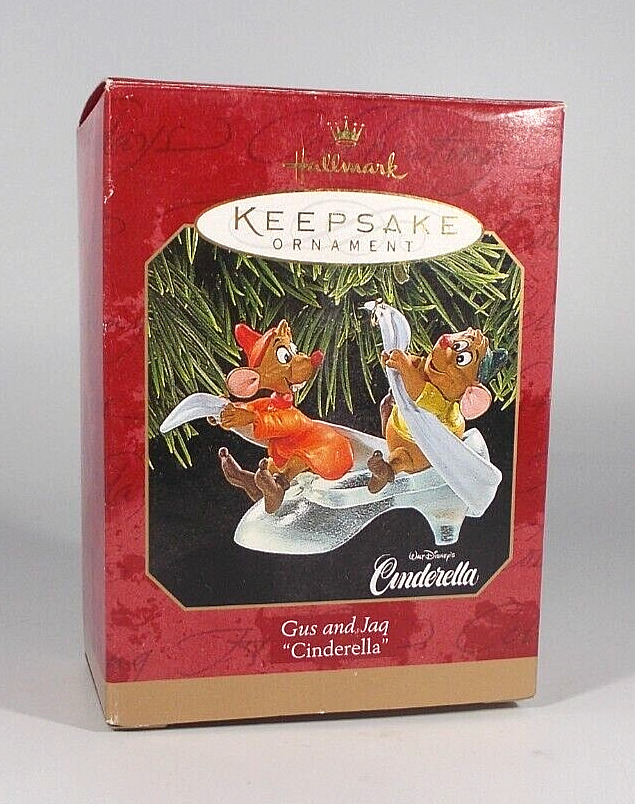 Hallmark
KEEPSAKE
ORNAMENT
WALT DISNEY'S
Cinderella
Gus and Jaq
"Cinderella"